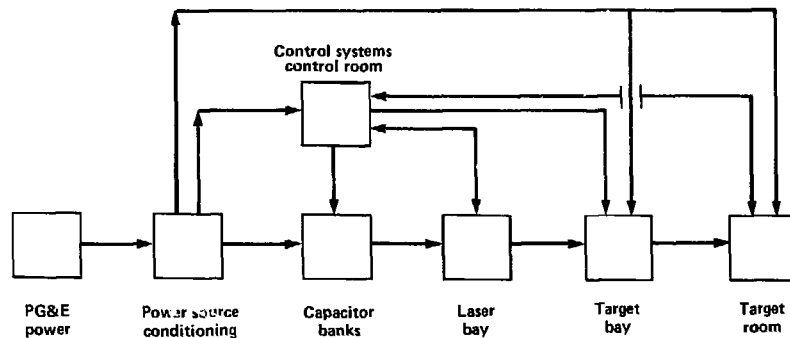 Control systems
control room
PG&E
power
Power source
conditioning
Capacitor
banks
Laser
bay
Target
bay
Target
room